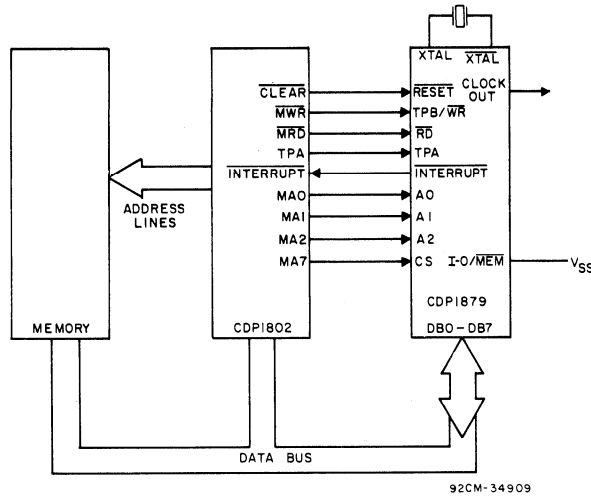 XTAL XTAL
CLEAR RESET CLOCK OUT
MWR TPB/WR
MRD RD
TPA TPA
INTERRUPT INTERRUPT
ADDRESS LINES
MA0 A0
MA1 A1
MA2 A2
MA7 CS I-O/MEM VSS
CDP1879
MEMORY CDP1802 DB0-DB7
DATA BUS
92CM-34909